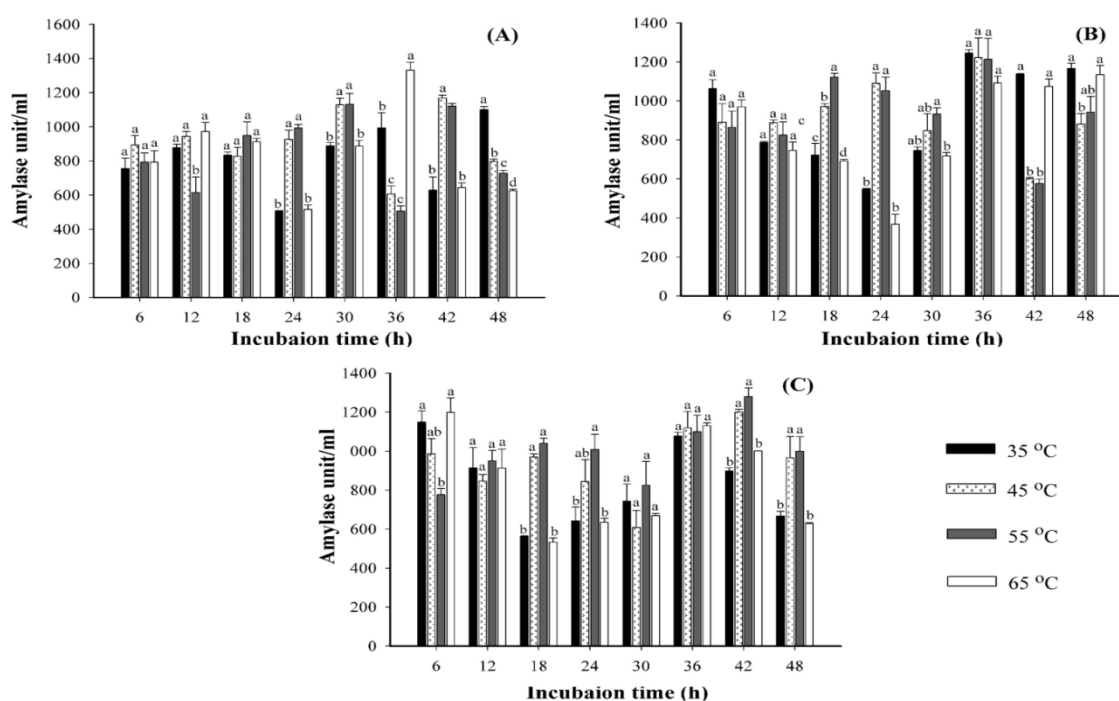 (A)
Amylase unit/ml
1600
1400
1200
1000
800
600
400
200
0
a a a a
a a b a
a a a a
b a a b
b a a b
b c c a
b a a b
a b c d
6 12 18 24 30 36 42 48
Incubaion time (h)
(B)
Amylase unit/ml
1400
1200
1000
800
600
400
200
0
a a a a
a a a a c
c b a d
b a a b
ab ab a b
a a a a
a b b a
a b ab a
6 12 18 24 30 36 42 48
Incubaion time (h)
(C)
Amylase unit/ml
1400
1200
000
800
600
400
200
0
a ab b a
a a a a
b a a b
b ab a b
a a a a
a a a a
b a a b
b a a b
6 12 18 24 30 36 42 48
Incubaion time (h)
35 °C
45 °C
55 °C
65 °C